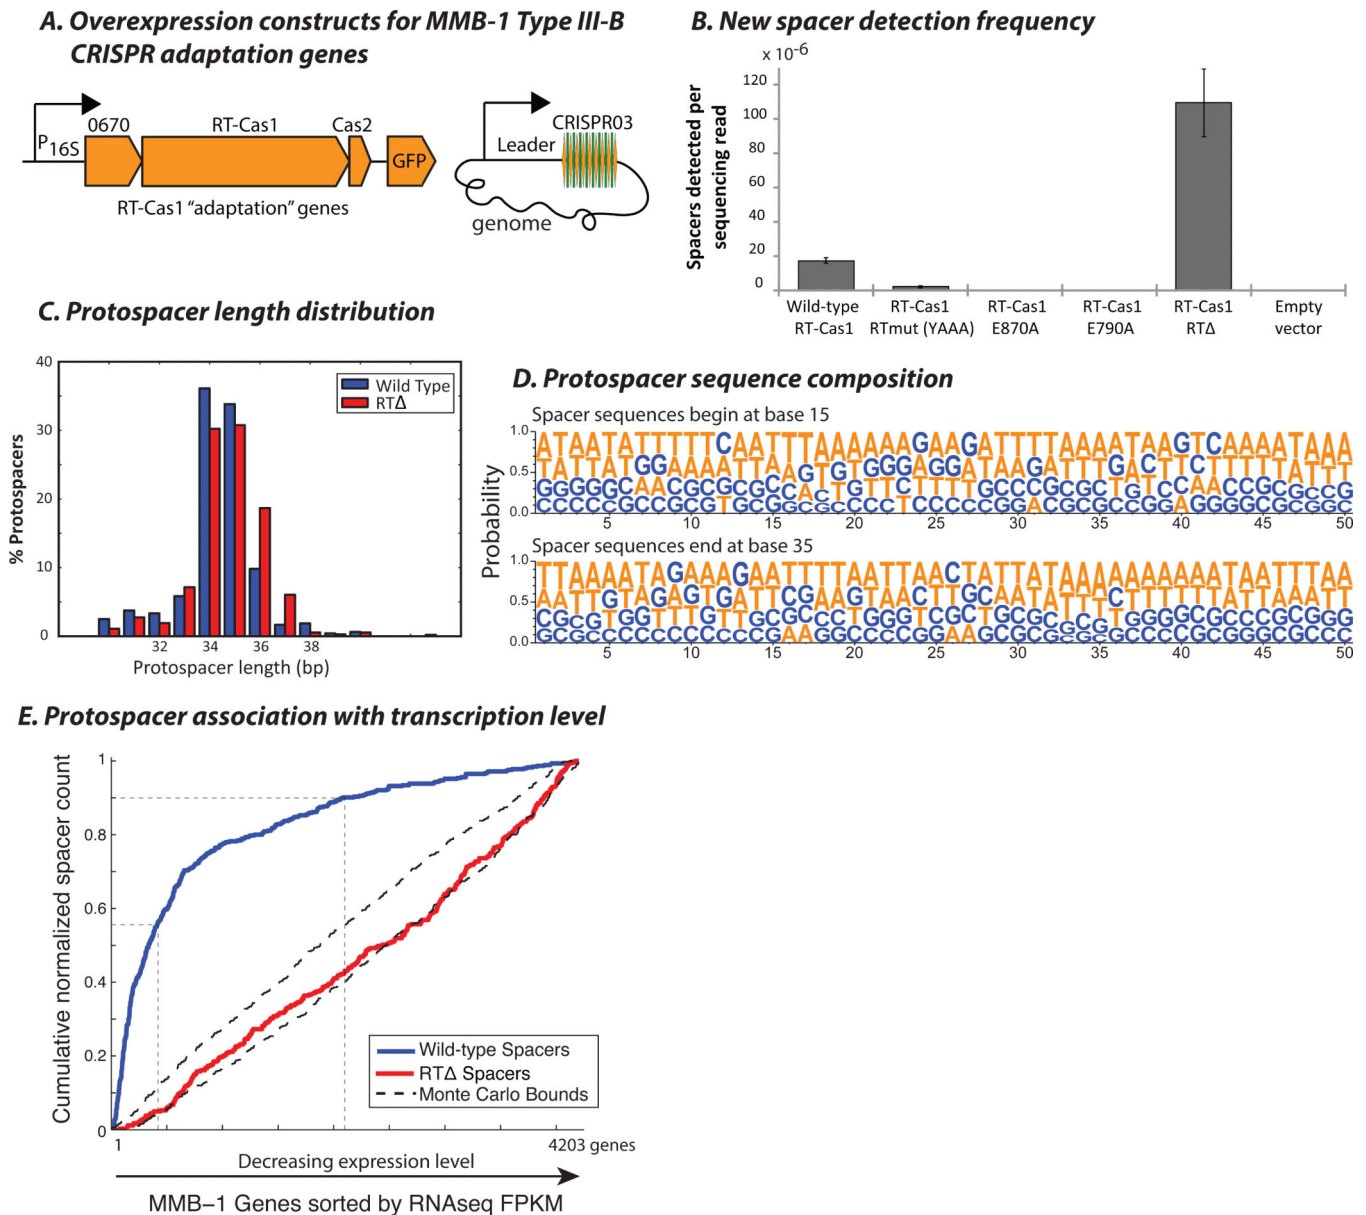 A. Overexpression constructs for MMB-1 Type III-B
CRISPR adaptation genes
P16S
0670
RT-Cas1
Cas2
GFP
RT-Cas1 “adaptation” genes
Leader
CRISPR03
genome
B. New spacer detection frequency
x 10-6
Spacers detected per
sequencing read
120
100
80
60
40
20
0
Wild-type
RT-Cas1
RT-Cas1
RTmut (YAAA)
RT-Cas1
E870A
RT-Cas1
E790A
RT-Cas1
RTΔ
Empty
vector
C. Protospacer length distribution
% Protospacers
40
30
20
10
0
Wild Type
RTΔ
32 34 36 38
Protospacer length (bp)
D. Protospacer sequence composition
Probability
Spacer sequences begin at base 15
1.0
0.5
0.0
5 10 15 20 25 30 35 40 45 50
Spacer sequences end at base 35
1.0
0.5
0.0
5 10 15 20 25 30 35 40 45 50
E. Protospacer association with transcription level
Cumulative normalized spacer count
1
0.8
0.6
0.4
0.2
0
Wild-type Spacers
RTΔ Spacers
Monte Carlo Bounds
1 4203 genes
Decreasing expression level
MMB–1 Genes sorted by RNAseq FPKM